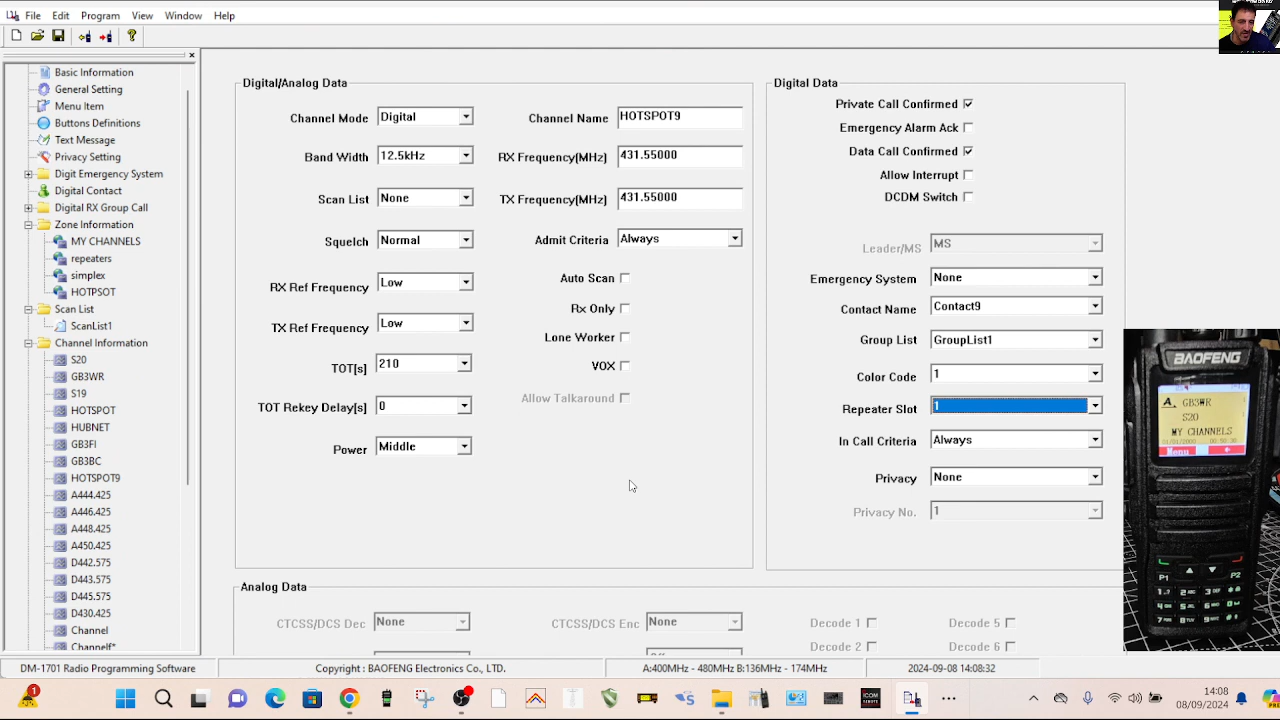 File Edit Program View Window Help
Basic Information
General Setting
Menu Item
Buttons Definitions
Text Message
Privacy Setting
Digit Emergency System
Digital Contact
Digital RX Group Call
Zone Information
MY CHANNELS
repeaters
simplex
HOTPSOT
Scan List
ScanList1
Channel Information
S20
GB3WR
S19
HOTSPOT
HUBNET
GB3FI
GB3BC
HOTSPOT9
A444.425
A446.425
A448.425
A450.425
D442.575
D443.575
D445.575
D430.425
Channel
Channel*
Digital/Analog Data
Channel Mode Digital
Channel Name HOTSPOT9
Band Width 12.5kHz
RX Frequency(MHz) 431.55000
Scan List None
TX Frequency(MHz) 431.55000
Squelch Normal
Admit Criteria Always
RX Ref Frequency Low
Auto Scan
Rx Only
TX Ref Frequency Low
Lone Worker
TOT[s] 210
VOX
Allow Talkaround
TOT Rekey Delay[s] 0
Power Middle
Digital Data
Private Call Confirmed
Emergency Alarm Ack
Data Call Confirmed
Allow Interrupt
DCDM Switch
Leader/MS MS
Emergency System None
Contact Name Contact9
Group List GroupList1
Color Code 1
Repeater Slot 1
In Call Criteria Always
Privacy None
Privacy No. 1
Analog Data
CTCSS/DCS Dec None
CTCSS/DCS Enc None
Decode 1
Decode 5
Decode 2
Decode 6
BAOFENG
GB3WR
S20
MY CHANNELS
Menu
P1
P2
DM-1701 Radio Programming Software
Copyright : BAOFENG Electronics Co., LTD.
A:400MHz - 480MHz B:136MHz - 174MHz
2024-09-08 14:08:32
1
ICOM
14:08
08/09/2024